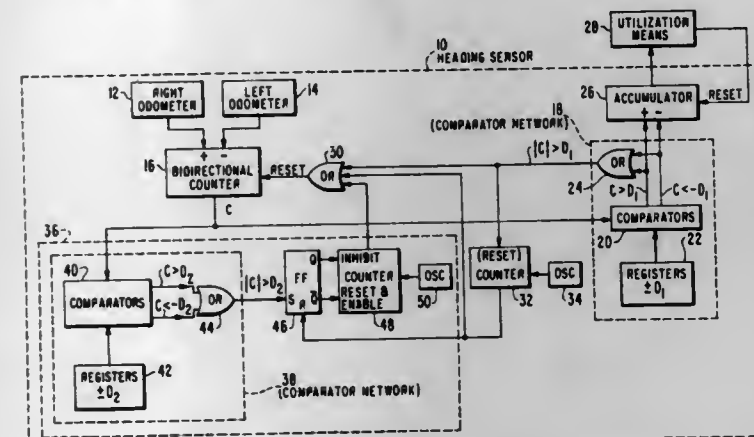 28
UTILIZATION
MEANS
10
HEADING SENSOR
12
RIGHT
ODOMETER
LEFT
ODOMETER
14
18
(COMPARATOR NETWORK)
26
ACCUMULATOR
+ -
RESET
16
+ -
BIDIRECTIONAL
COUNTER
RESET
30
OR
|C|>D1
OR
24
C>D1
C<-D1
C
COMPARATORS
20
22
REGISTERS
±D1
36
40
COMPARATORS
C>D2
C<-D2
OR
44
|C|>D2
S
FF
Q
R
Q̅
46
INHIBIT
COUNTER
RESET &
ENABLE
48
OSC
50
(RESET)
COUNTER
32
OSC
34
REGISTERS
±D2
42
38
(COMPARATOR NETWORK)